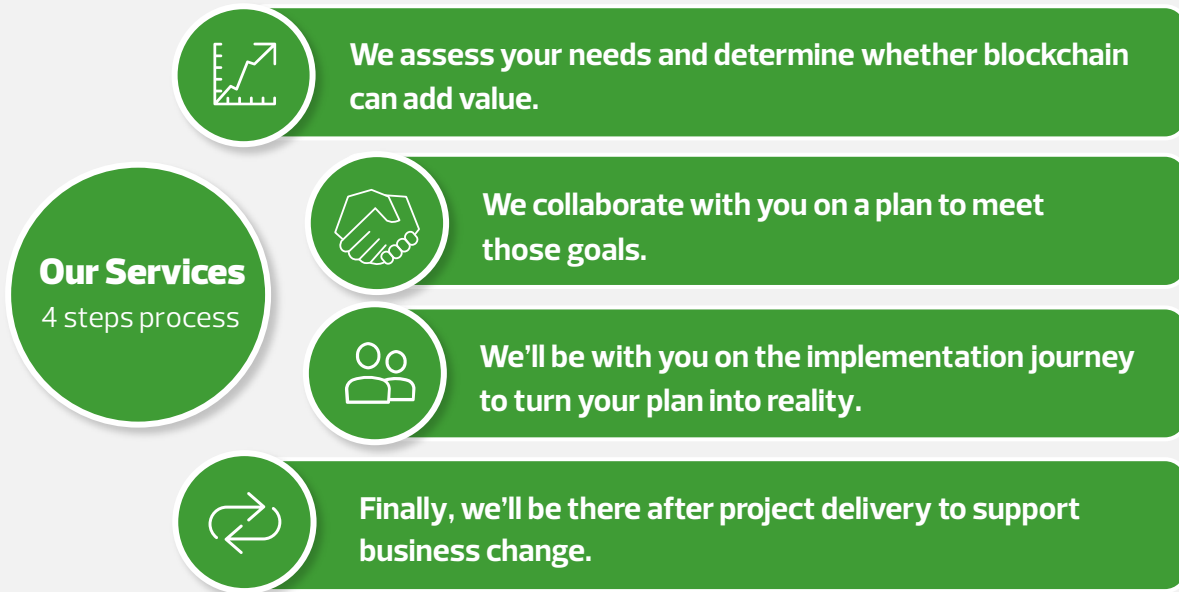 Our Services
4 steps process
We assess your needs and determine whether blockchain
can add value.
We collaborate with you on a plan to meet
those goals.
We’ll be with you on the implementation journey
to turn your plan into reality.
Finally, we’ll be there after project delivery to support
business change.